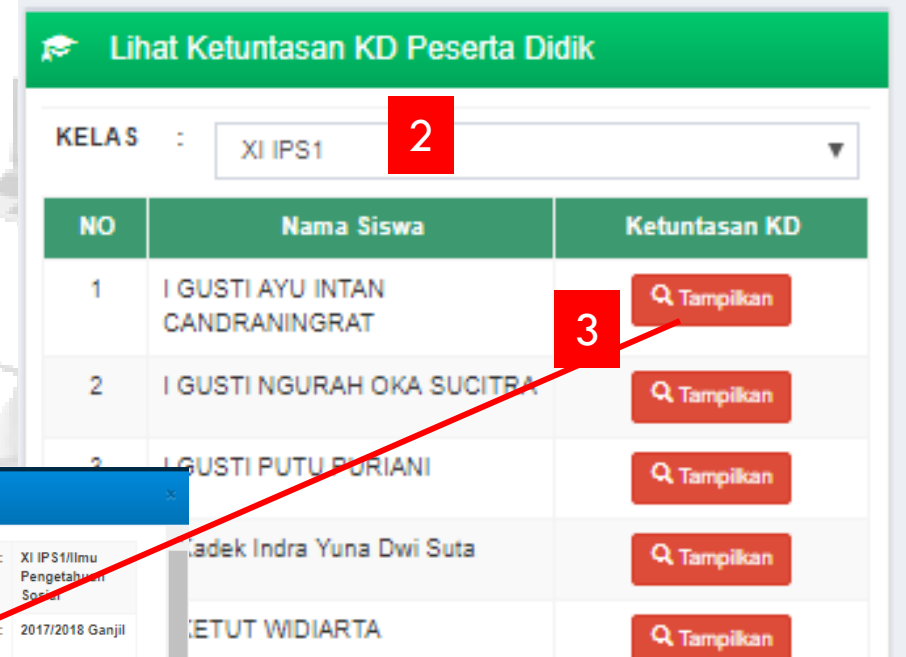 Lihat Ketuntasan KD Peserta Didik
KELAS : XI IPS1 2
NO Nama Siswa Ketuntasan KD
1 I GUSTI AYU INTAN CANDRANINGRAT Tampilkan
3
2 I GUSTI NGURAH OKA SUCITRA Tampilkan
I GUSTI PUTU PURIANI Tampilkan
Kadek Indra Yuna Dwi Suta Tampilkan
KETUT WIDIARTA Tampilkan
×
: XI IPS1/Ilmu
Pengetahuan
Sosial
: 2017/2018 Ganjil